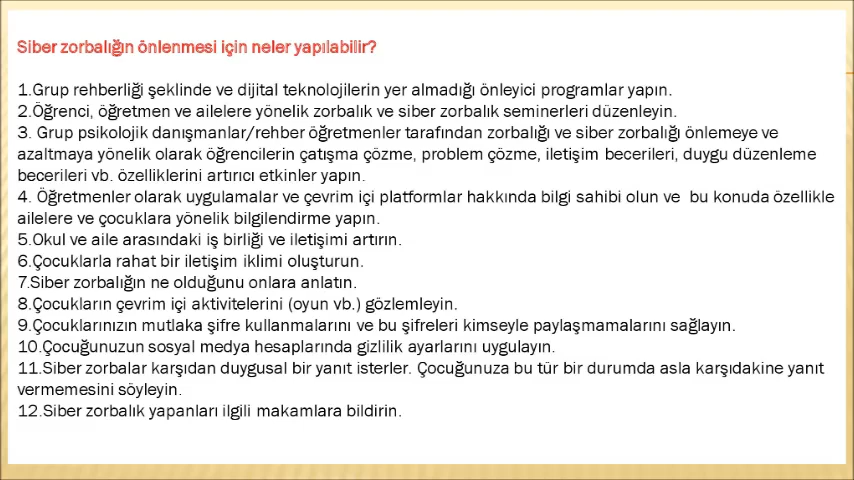 Siber zorbalığın önlenmesi için neler yapılabilir?
1.Grup rehberliği şeklinde ve dijital teknolojilerin yer almadığı önleyici programlar yapın.
2.Öğrenci, öğretmen ve ailelere yönelik zorbalık ve siber zorbalık seminerleri düzenleyin.
3. Grup psikolojik danışmanlar/rehber öğretmenler tarafından zorbalığı ve siber zorbalığı önlemeye ve
azaltmaya yönelik olarak öğrencilerin çatışma çözme, problem çözme, iletişim becerileri, duygu düzenleme
becerileri vb. özelliklerini artırıcı etkinler yapın.
4. Öğretmenler olarak uygulamalar ve çevrim içi platformlar hakkında bilgi sahibi olun ve  bu konuda özellikle
ailelere ve çocuklara yönelik bilgilendirme yapın.
5.Okul ve aile arasındaki iş birliği ve iletişimi artırın.
6.Çocuklarla rahat bir iletişim iklimi oluşturun.
7.Siber zorbalığın ne olduğunu onlara anlatın.
8.Çocukların çevrim içi aktivitelerini (oyun vb.) gözlemleyin.
9.Çocuklarınızın mutlaka şifre kullanmalarını ve bu şifreleri kimseyle paylaşmamalarını sağlayın.
10.Çocuğunuzun sosyal medya hesaplarında gizlilik ayarlarını uygulayın.
11.Siber zorbalar karşıdan duygusal bir yanıt isterler. Çocuğunuza bu tür bir durumda asla karşıdakine yanıt
vermemesini söyleyin.
12.Siber zorbalık yapanları ilgili makamlara bildirin.